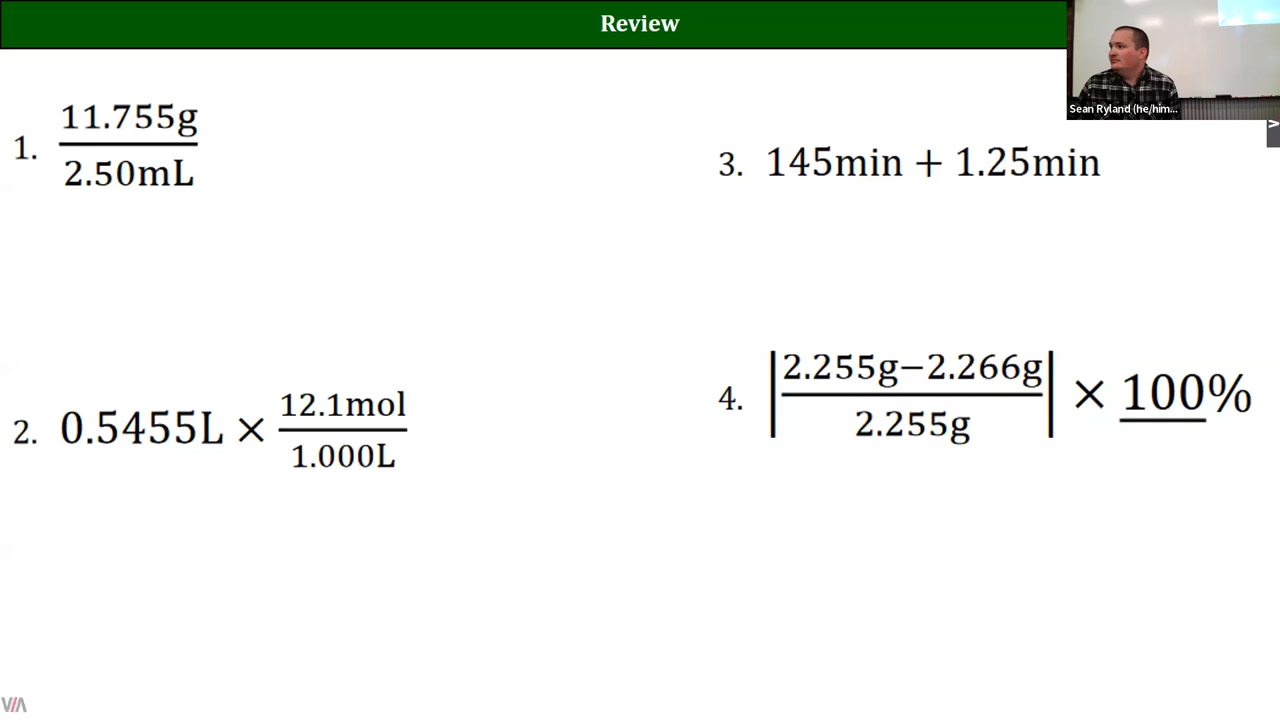 Review
Sean Ryland (he/him...
1. 11.755g
2.50mL
3. 145min + 1.25min
2. 0.5455L × 12.1mol
1.000L
4. |2.255g−2.266g
2.255g| × 100%
VIA